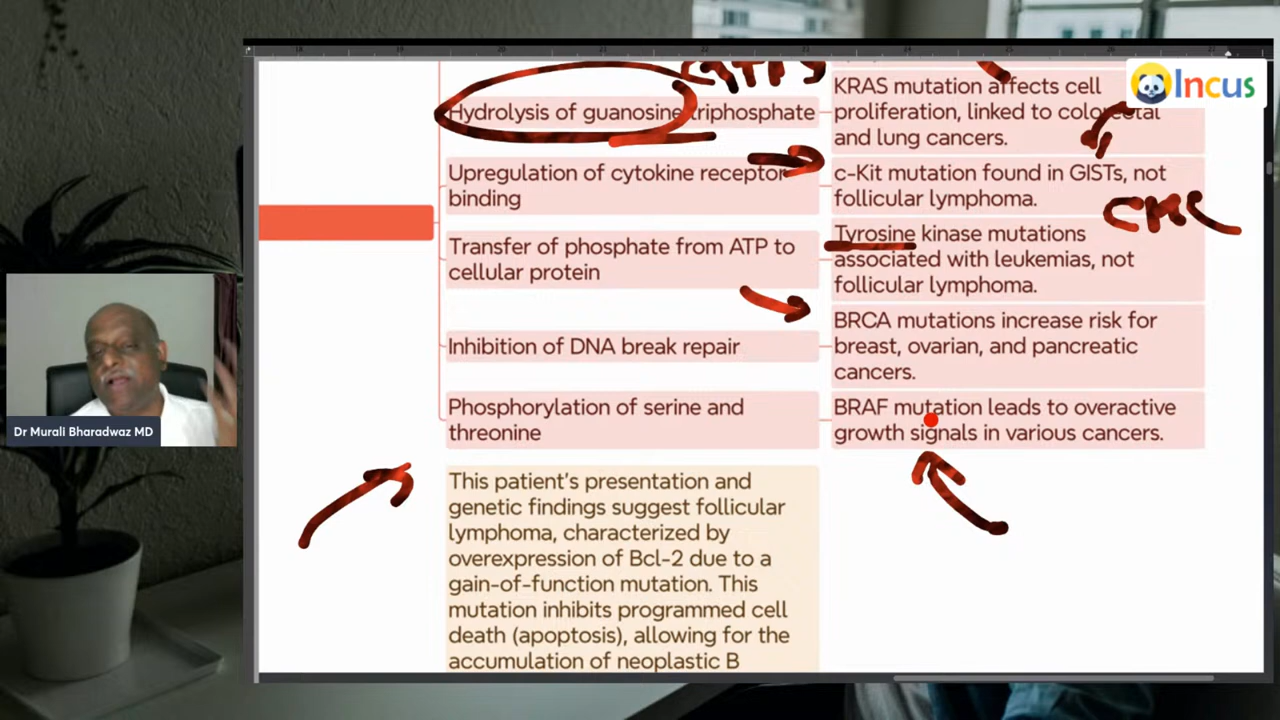 Incus
KRAS mutation affects cell
Hydrolysis of guanosine triphosphate
proliferation, linked to colorectal
and lung cancers.
Upregulation of cytokine receptor
binding
c-Kit mutation found in GISTs, not
follicular lymphoma.
CML
Transfer of phosphate from ATP to
cellular protein
Tyrosine kinase mutations
associated with leukemias, not
follicular lymphoma.
Inhibition of DNA break repair
BRCA mutations increase risk for
breast, ovarian, and pancreatic
cancers.
Phosphorylation of serine and
threonine
BRAF mutation leads to overactive
growth signals in various cancers.
This patient's presentation and
genetic findings suggest follicular
lymphoma, characterized by
overexpression of Bcl-2 due to a
gain-of-function mutation. This
mutation inhibits programmed cell
death (apoptosis), allowing for the
accumulation of neoplastic B
Dr Murali Bharadwaz MD